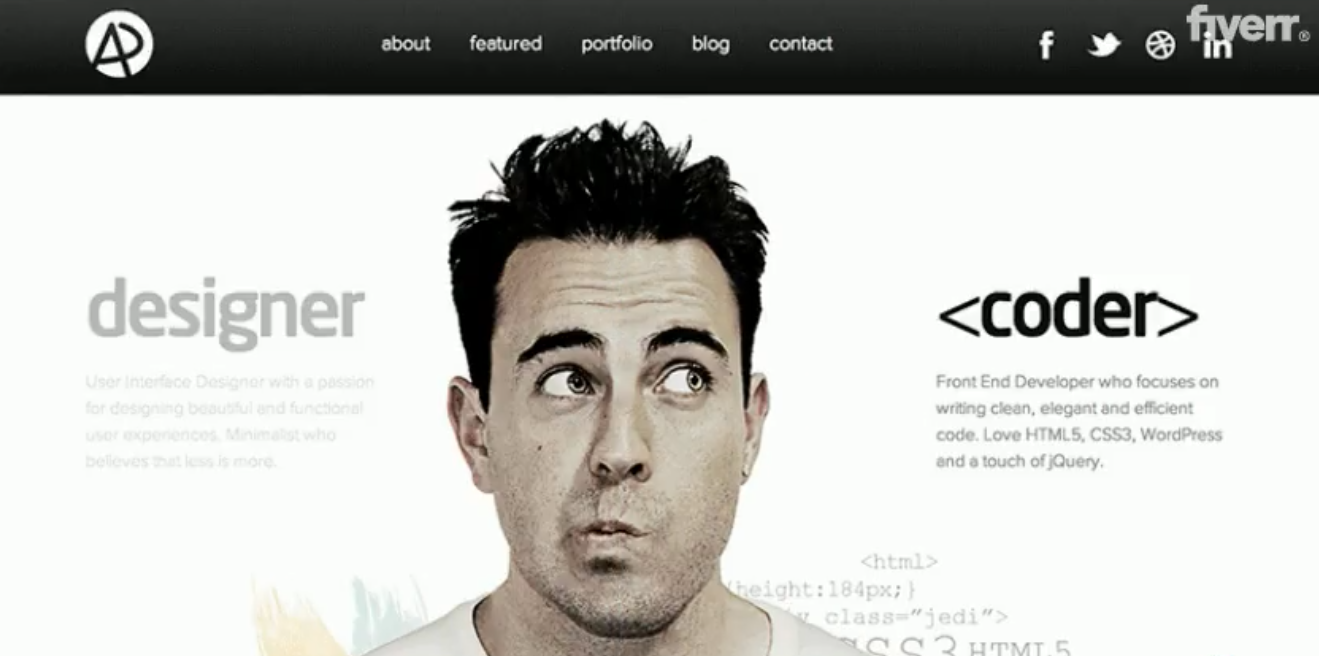 AD
about featured portfolio blog contact
fiverr®
f in
designer
User Interface Designer with a passion
for designing beautiful and functional
user experiences. Minimalist who
believes that less is more.
<coder>
Front End Developer who focuses on
writing clean, elegant and efficient
code. Love HTML5, CSS3, WordPress
and a touch of jQuery.
<html>
{height:184px;}
class="jedi">
CSS3 HTML5